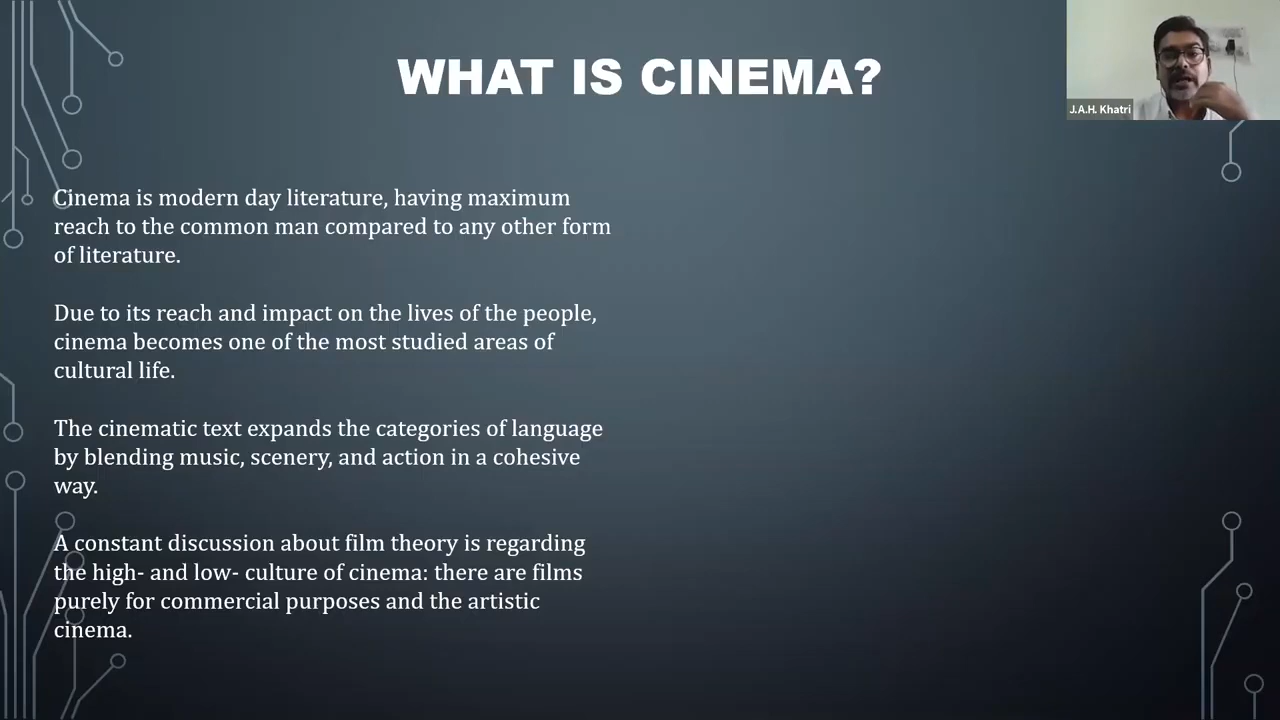 WHAT IS CINEMA?
J.A.H. Khatri
Cinema is modern day literature, having maximum
reach to the common man compared to any other form
of literature.
Due to its reach and impact on the lives of the people,
cinema becomes one of the most studied areas of
cultural life.
The cinematic text expands the categories of language
by blending music, scenery, and action in a cohesive
way.
A constant discussion about film theory is regarding
the high- and low- culture of cinema: there are films
purely for commercial purposes and the artistic
cinema.